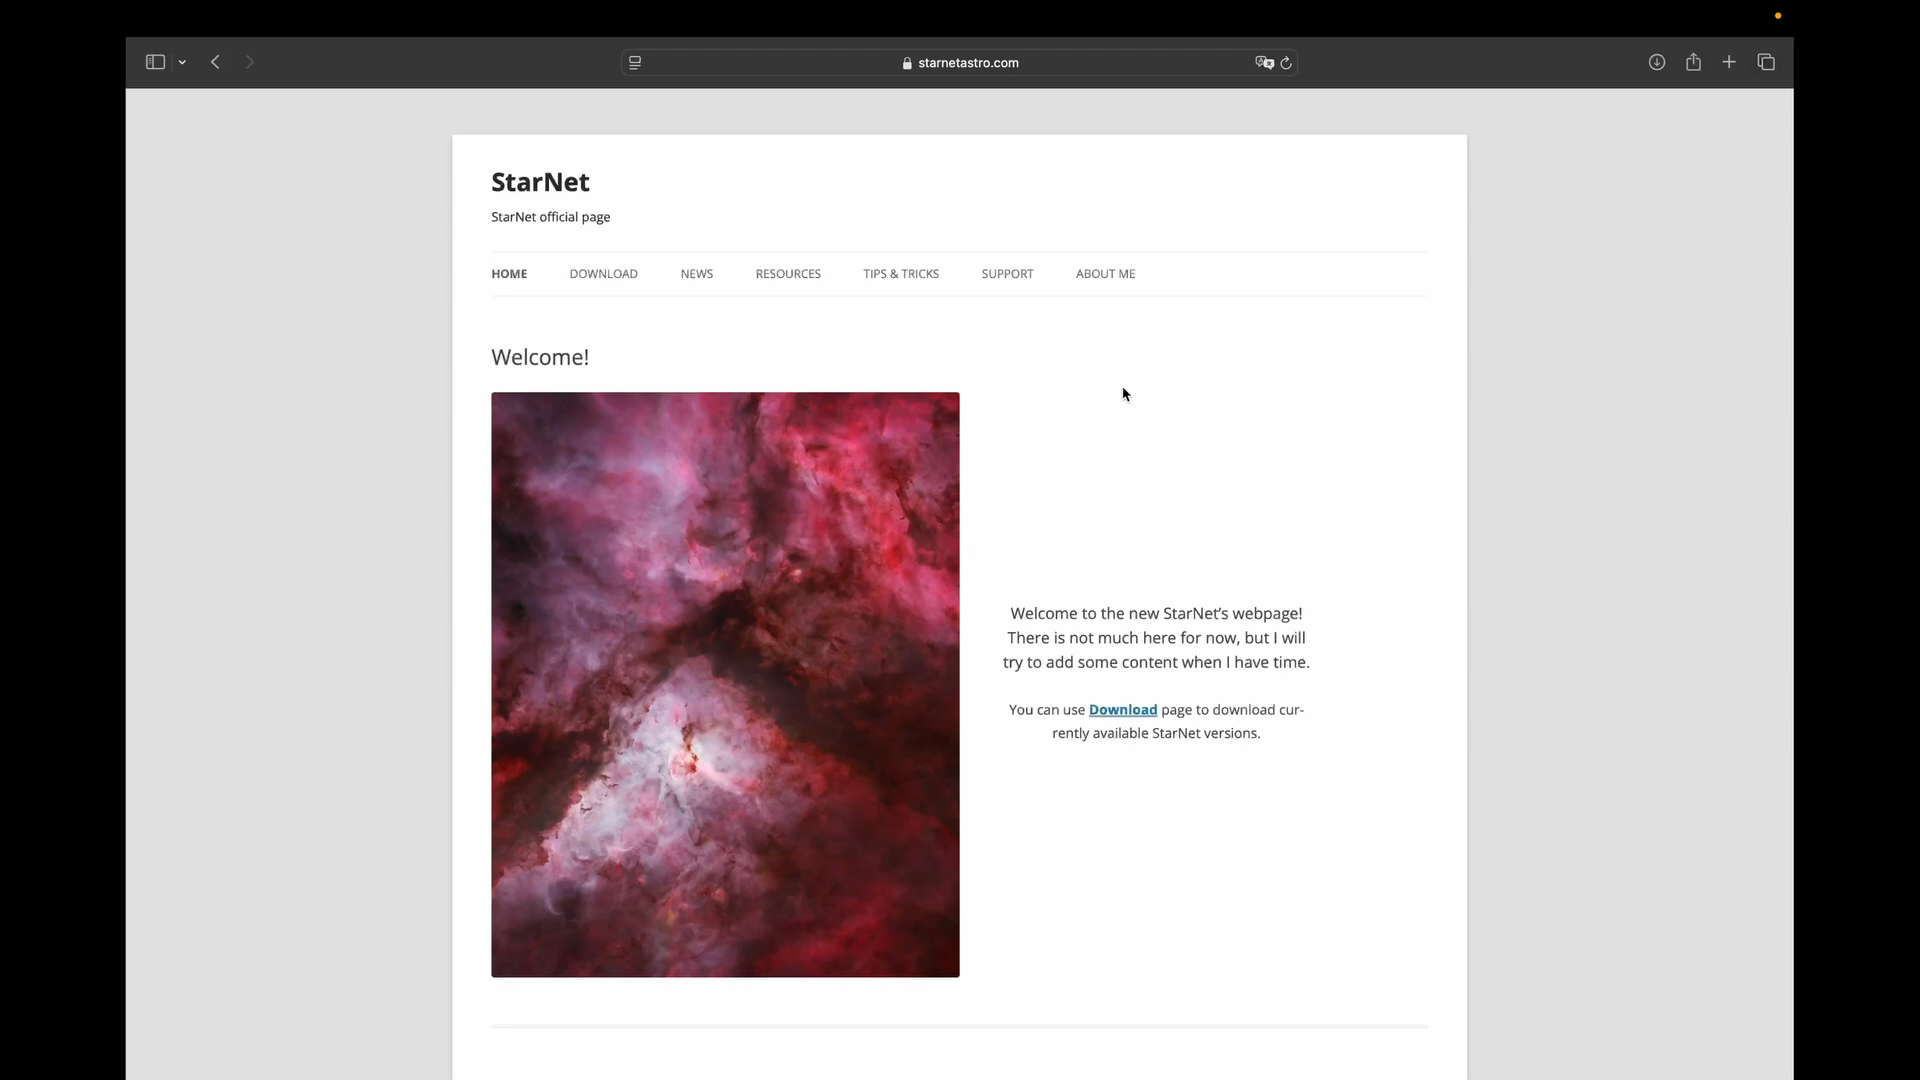 starnetastro.com
StarNet
StarNet official page
HOME DOWNLOAD NEWS RESOURCES TIPS & TRICKS SUPPORT ABOUT ME
Welcome!
Welcome to the new StarNet’s webpage!
There is not much here for now, but I will
try to add some content when I have time.
You can use Download page to download cur-
rently available StarNet versions.